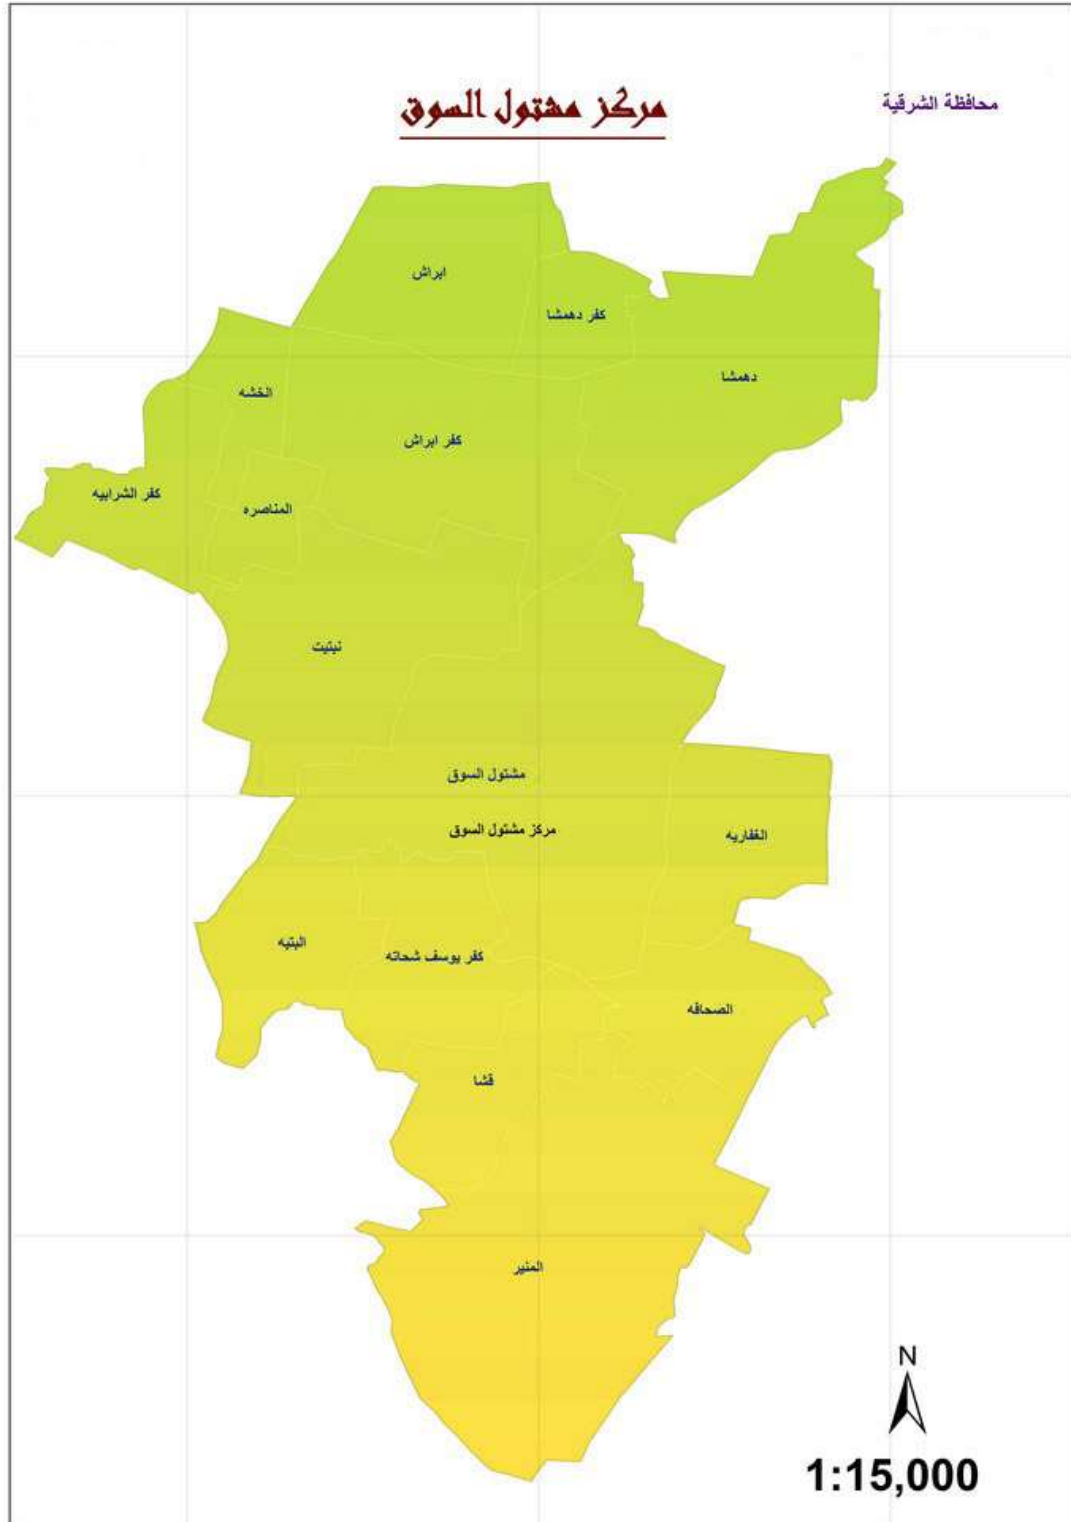 محافظة الشرقية
مركز مشتول السوق
ابراش
كفر دهمشا
دهمشا
الخشه
كفر ابراش
كفر الشرابيه
المناصره
نبتيت
مشتول السوق
مركز مشتول السوق
الغفاريه
البتيه
كفر يوسف شحاته
الصحافه
قشا
المنير
N
1:15,000